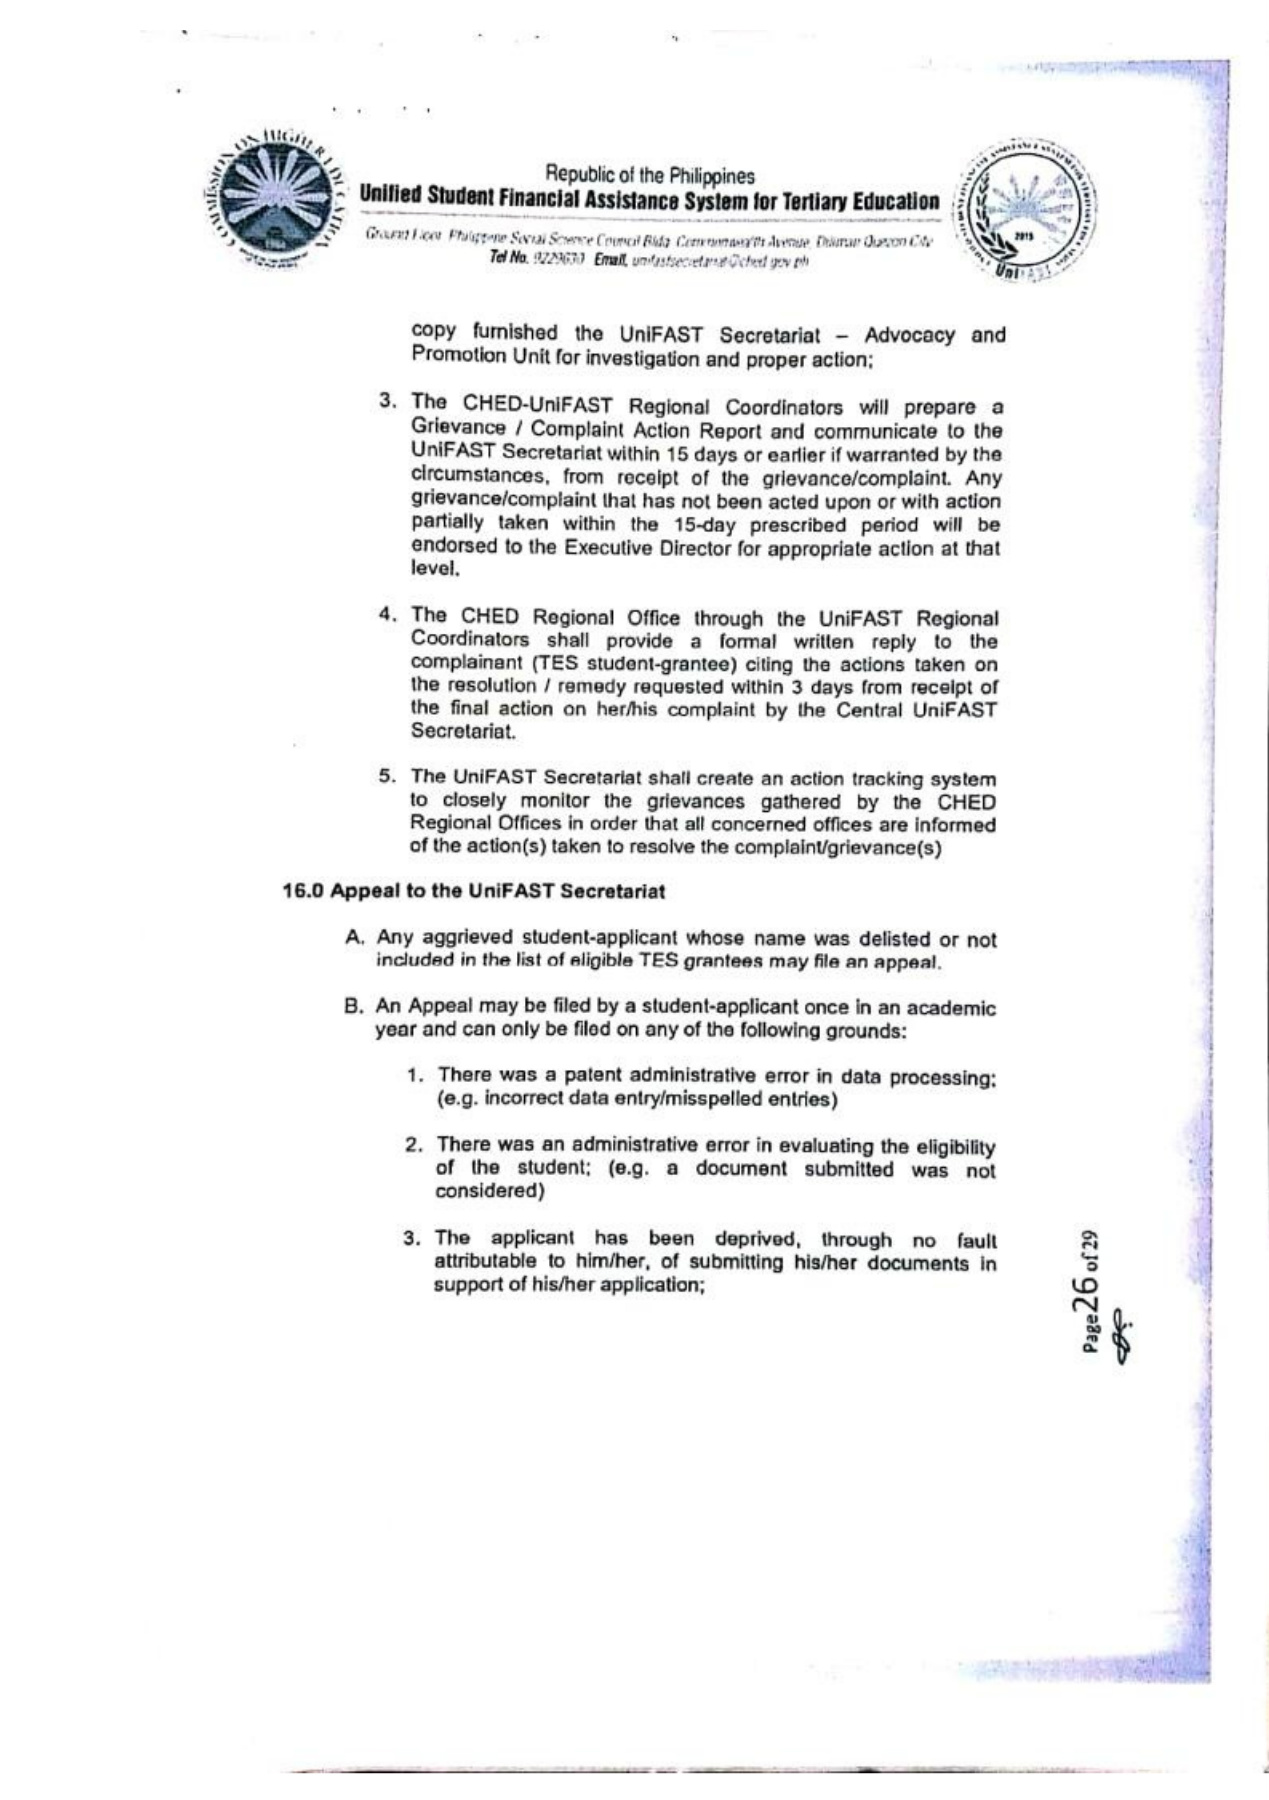 COMMISSION ON HIGHER EDUCATION
Republic of the Philippines
Unified Student Financial Assistance System for Tertiary Education
Ground Floor Philippine Social Science Council Bldg Commonwealth Avenue, Diliman Quezon City
Tel No. Email, unifastsecretariat@ched.gov.ph
2015
UniFAST
copy furnished the UniFAST Secretariat – Advocacy and
Promotion Unit for investigation and proper action;
3. The CHED-UniFAST Regional Coordinators will prepare a
Grievance / Complaint Action Report and communicate to the
UniFAST Secretariat within 15 days or earlier if warranted by the
circumstances, from receipt of the grievance/complaint. Any
grievance/complaint that has not been acted upon or with action
partially taken within the 15-day prescribed period will be
endorsed to the Executive Director for appropriate action at that
level.
4. The CHED Regional Office through the UniFAST Regional
Coordinators shall provide a formal written reply to the
complainant (TES student-grantee) citing the actions taken on
the resolution / remedy requested within 3 days from receipt of
the final action on her/his complaint by the Central UniFAST
Secretariat.
5. The UniFAST Secretariat shall create an action tracking system
to closely monitor the grievances gathered by the CHED
Regional Offices in order that all concerned offices are informed
of the action(s) taken to resolve the complaint/grievance(s)
16.0 Appeal to the UniFAST Secretariat
A. Any aggrieved student-applicant whose name was delisted or not
included in the list of eligible TES grantees may file an appeal.
B. An Appeal may be filed by a student-applicant once in an academic
year and can only be filed on any of the following grounds:
1. There was a patent administrative error in data processing;
(e.g. incorrect data entry/misspelled entries)
2. There was an administrative error in evaluating the eligibility
of the student; (e.g. a document submitted was not
considered)
3. The applicant has been deprived, through no fault
attributable to him/her, of submitting his/her documents in
support of his/her application;
Page 26 of 29